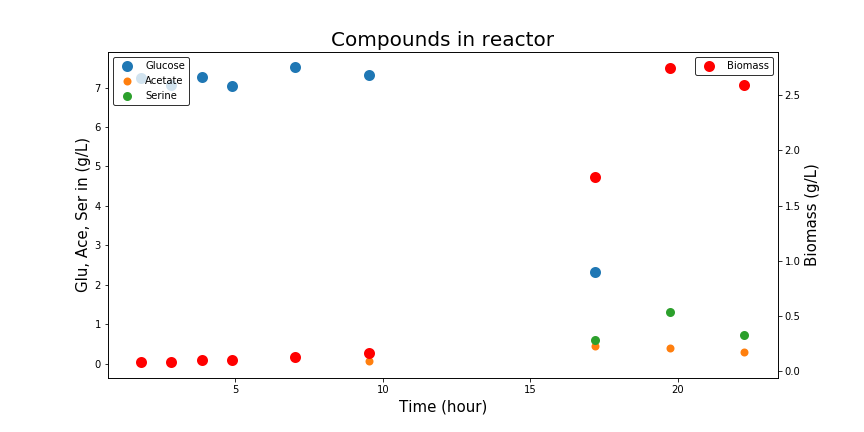 Compounds in reactor
Glucose
Acetate
Serine
Biomass
Glu, Ace, Ser in (g/L)
7
6
5
4
3
2
1
0
2.5
2.0
1.5
1.0
0.5
0.0
Biomass (g/L)
5 10 15 20
Time (hour)